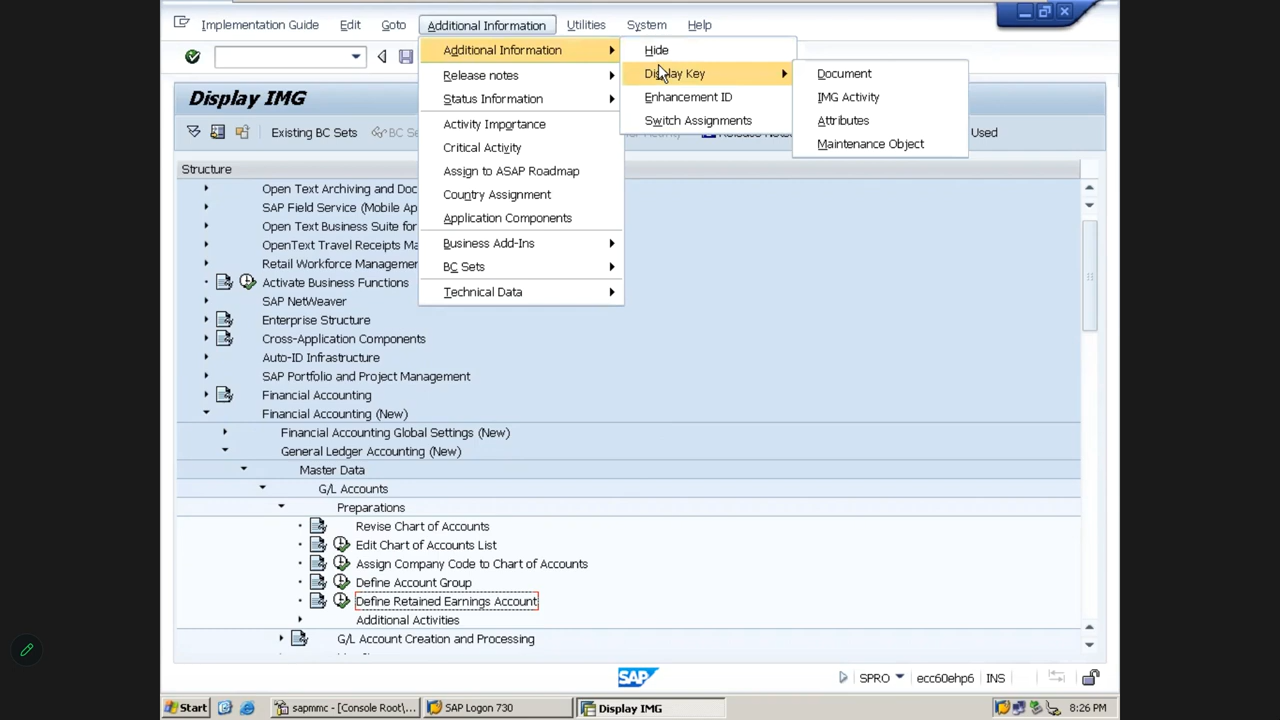 Implementation Guide Edit Goto Additional Information Utilities System Help
Additional Information
Release notes
Status Information
Activity Importance
Critical Activity
Assign to ASAP Roadmap
Country Assignment
Application Components
Business Add-Ins
BC Sets
Technical Data
Hide
Display Key
Enhancement ID
Switch Assignments
Document
IMG Activity
Attributes
Maintenance Object
Display IMG
Existing BC Sets BC Used
Structure
Open Text Archiving and
SAP Field Service (Mobile
Open Text Business Suite for
OpenText Travel Receipts
Retail Workforce
Activate Business Functions
SAP NetWeaver
Enterprise Structure
Cross-Application Components
Auto-ID Infrastructure
SAP Portfolio and Project Management
Financial Accounting
Financial Accounting (New)
Financial Accounting Global Settings (New)
General Ledger Accounting (New)
Master Data
G/L Accounts
Preparations
Revise Chart of Accounts
Edit Chart of Accounts List
Assign Company Code to Chart of Accounts
Define Account Group
Define Retained Earnings Account
Additional Activities
G/L Account Creation and Processing
SAP SPRO ecc60ehp6 INS
Start sapmmc - [Console Root\... SAP Logon 730 Display IMG 8:26 PM